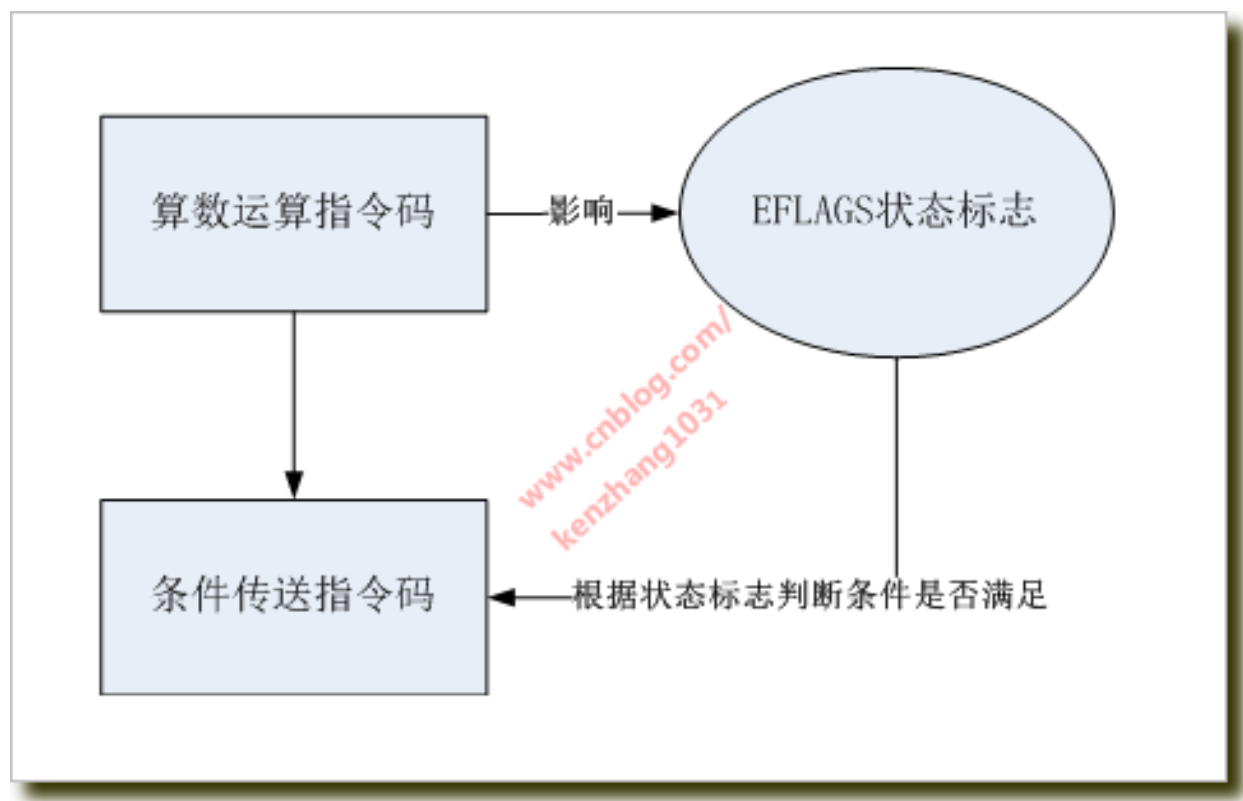 算数运算指令码
影响
EFLAGS状态标志
www.cnblog.com/
kenzhang1031
条件传送指令码
根据状态标志判断条件是否满足